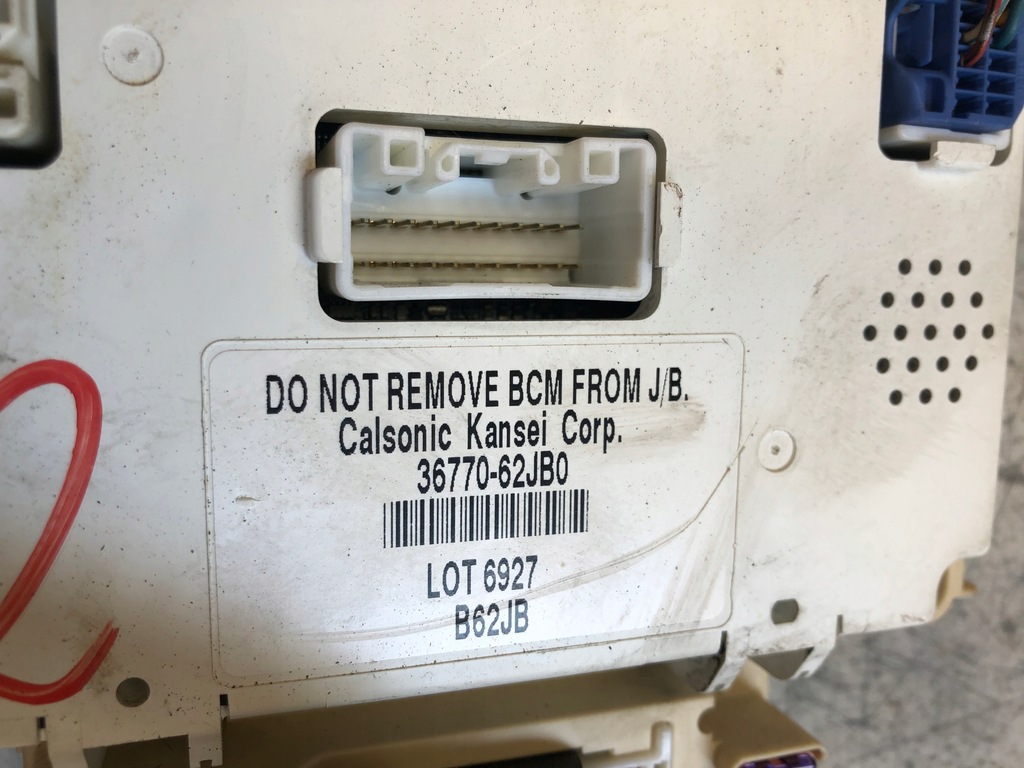 DO NOT REMOVE BCM FROM J/B.
Calsonic Kansei Corp.
36770-62JB0
LOT 6927
B62JB